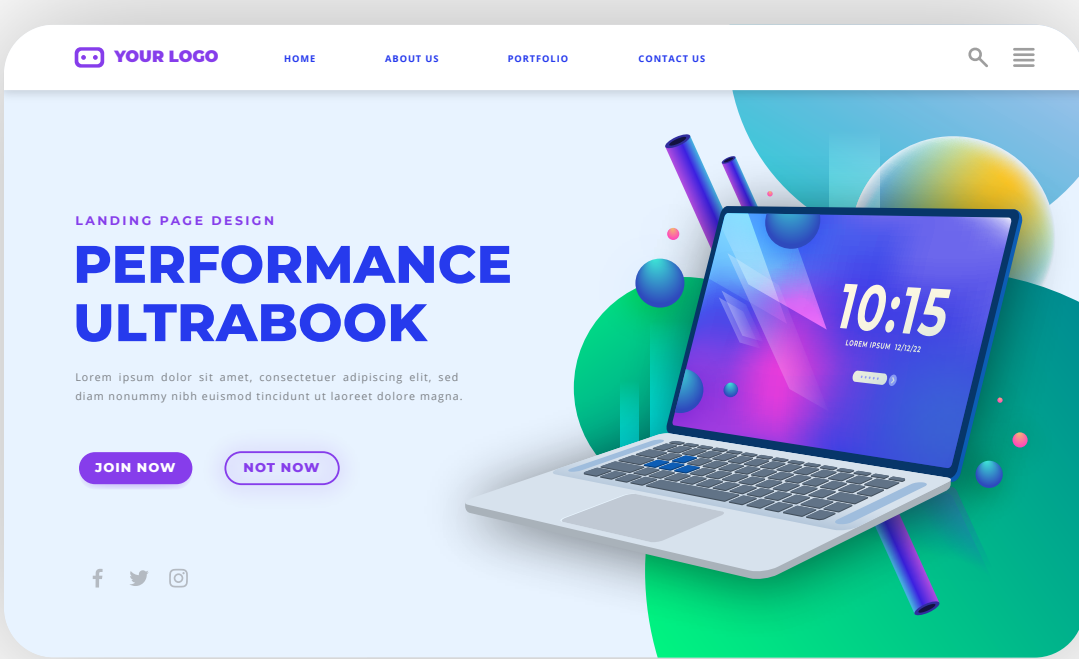 YOUR LOGO
HOME
ABOUT US
PORTFOLIO
CONTACT US
LANDING PAGE DESIGN
PERFORMANCE
ULTRABOOK
Lorem ipsum dolor sit amet, consectetuer adipiscing elit, sed
diam nonummy nibh euismod tincidunt ut laoreet dolore magna.
JOIN NOW
NOT NOW
10:15
LOREM IPSUM 12/12/22